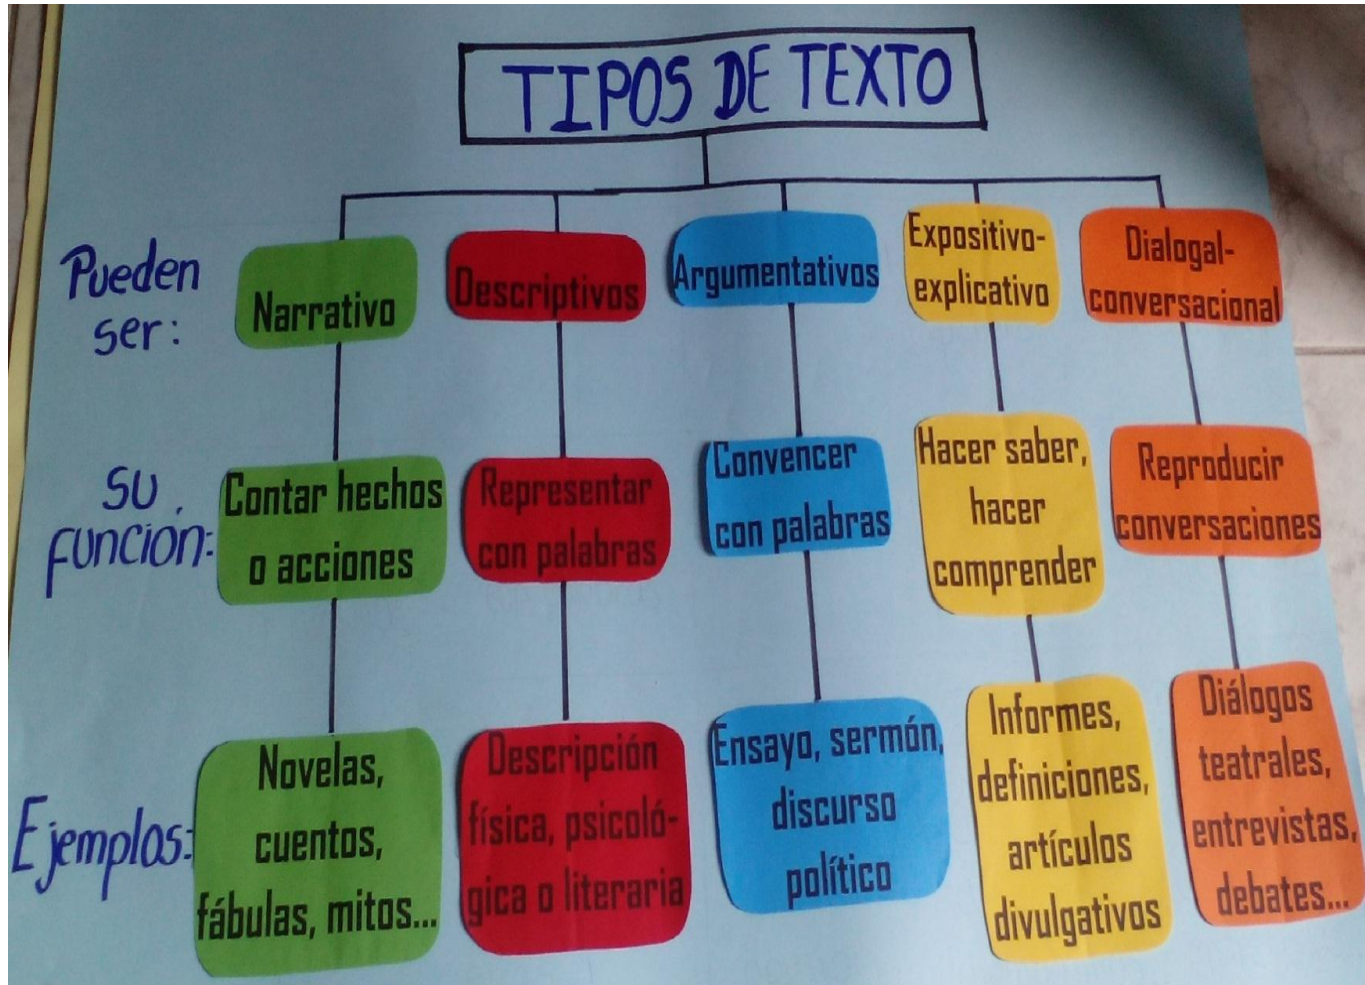 TIPOS DE TEXTO
Pueden
ser:
Narrativo
Descriptivos
Argumentativos
Expositivo-
explicativo
Dialogal-
conversacional
SU
FUNCIÓN:
Contar hechos
o acciones
Representar
con palabras
Convencer
con palabras
Hacer saber,
hacer
comprender
Reproducir
conversaciones
Ejemplos:
Novelas,
cuentos,
fábulas, mitos...
Descripción
física, psicoló-
gica o literaria
Ensayo, sermón,
discurso
político
Informes,
definiciones,
artículos
divulgativos
Diálogos
teatrales,
entrevistas,
debates...